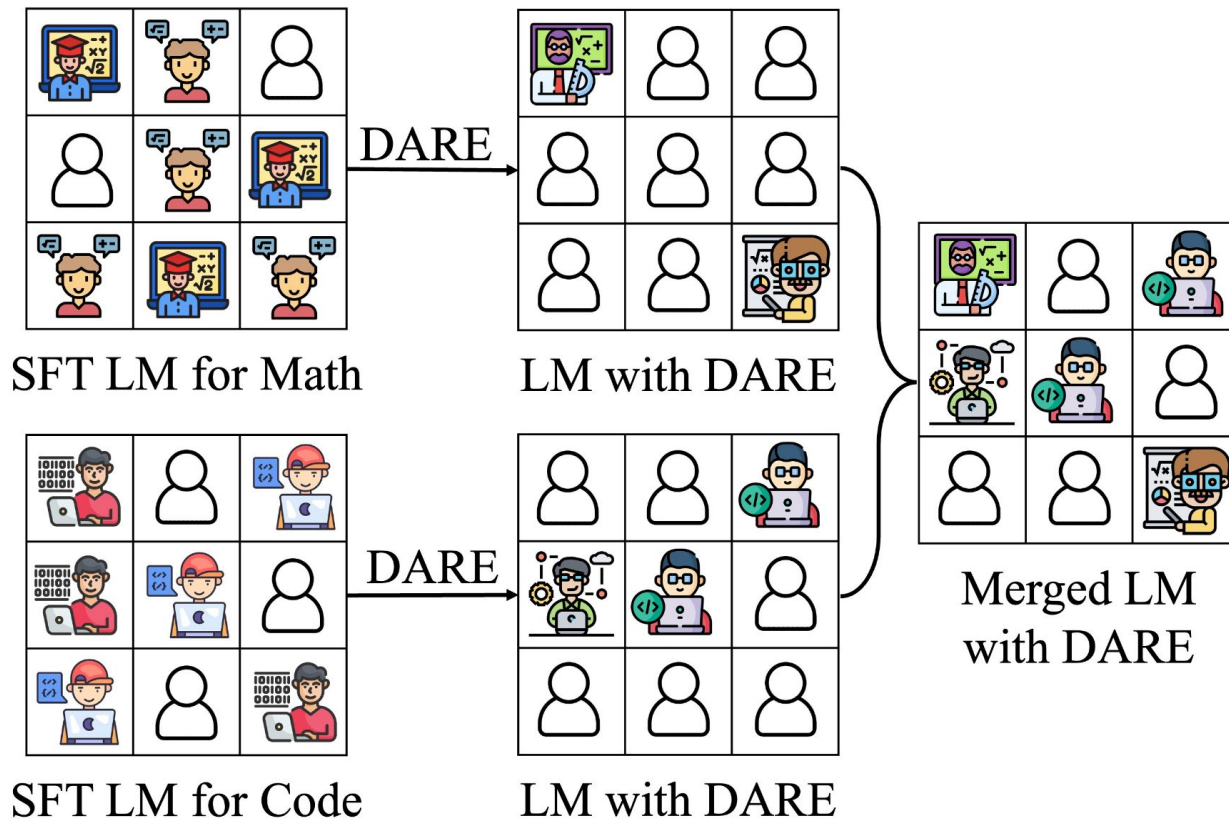 DARE
SFT LM for Math
LM with DARE
DARE
SFT LM for Code
LM with DARE
Merged LM
with DARE